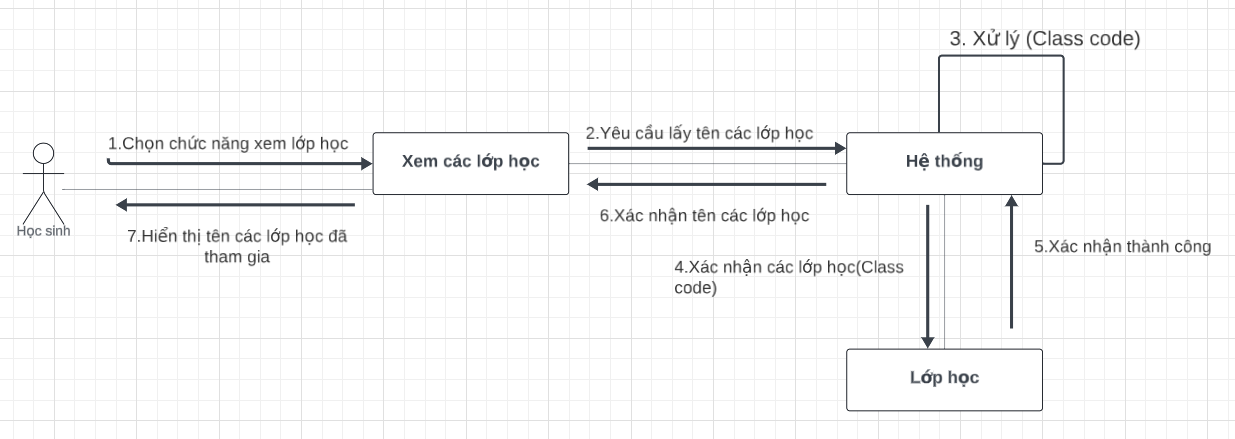 3. Xử lý (Class code)
1.Chọn chức năng xem lớp học
2.Yêu cầu lấy tên các lớp học
Xem các lớp học
Hệ thống
Học sinh
6.Xác nhận tên các lớp học
7.Hiển thị tên các lớp học đã
tham gia
5.Xác nhận thành công
4.Xác nhận các lớp học(Class
code)
Lớp học